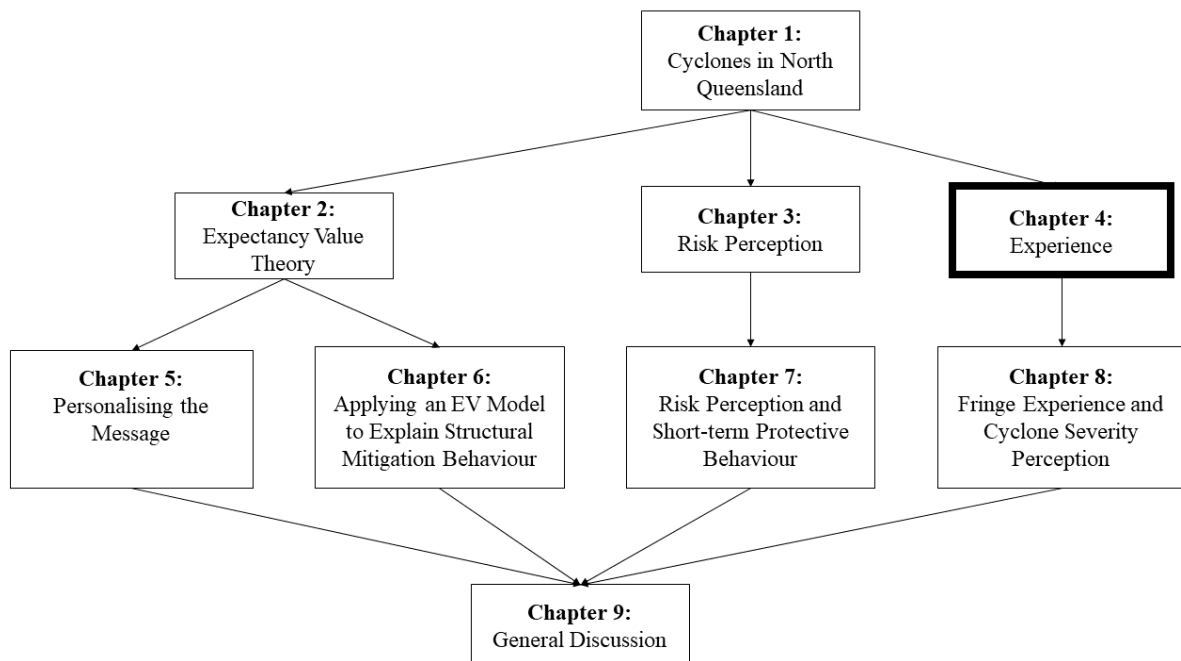 Chapter 1:
Cyclones in North
Queensland
Chapter 2:
Expectancy Value
Theory
Chapter 3:
Risk Perception
Chapter 4:
Experience
Chapter 5:
Personalising the
Message
Chapter 6:
Applying an EV Model
to Explain Structural
Mitigation Behaviour
Chapter 7:
Risk Perception and
Short-term Protective
Behaviour
Chapter 8:
Fringe Experience and
Cyclone Severity
Perception
Chapter 9:
General Discussion